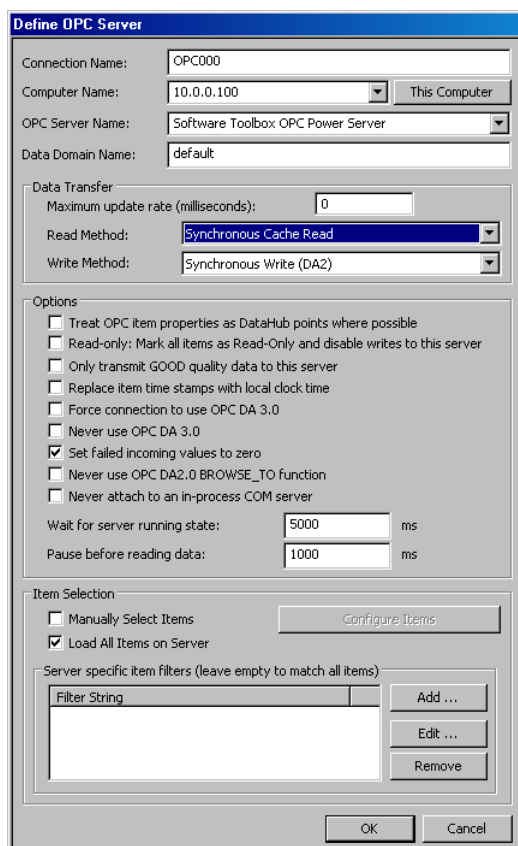 Define OPC Server
Connection Name: OPC000
Computer Name: 10.0.0.100 This Computer
OPC Server Name: Software Toolbox OPC Power Server
Data Domain Name: default
Data Transfer
Maximum update rate (milliseconds): 0
Read Method: Synchronous Cache Read
Write Method: Synchronous Write (DA2)
Options
Treat OPC item properties as DataHub points where possible
Read-only: Mark all items as Read-Only and disable writes to this server
Only transmit GOOD quality data to this server
Replace item time stamps with local clock time
Force connection to use OPC DA 3.0
Never use OPC DA 3.0
Set failed incoming values to zero
Never use OPC DA2.0 BROWSE_TO function
Never attach to an in-process COM server
Wait for server running state: 5000 ms
Pause before reading data: 1000 ms
Item Selection
Manually Select Items Configure Items
Load All Items on Server
Server specific item filters (leave empty to match all items)
Filter String Add ...
Edit ...
Remove
OK Cancel